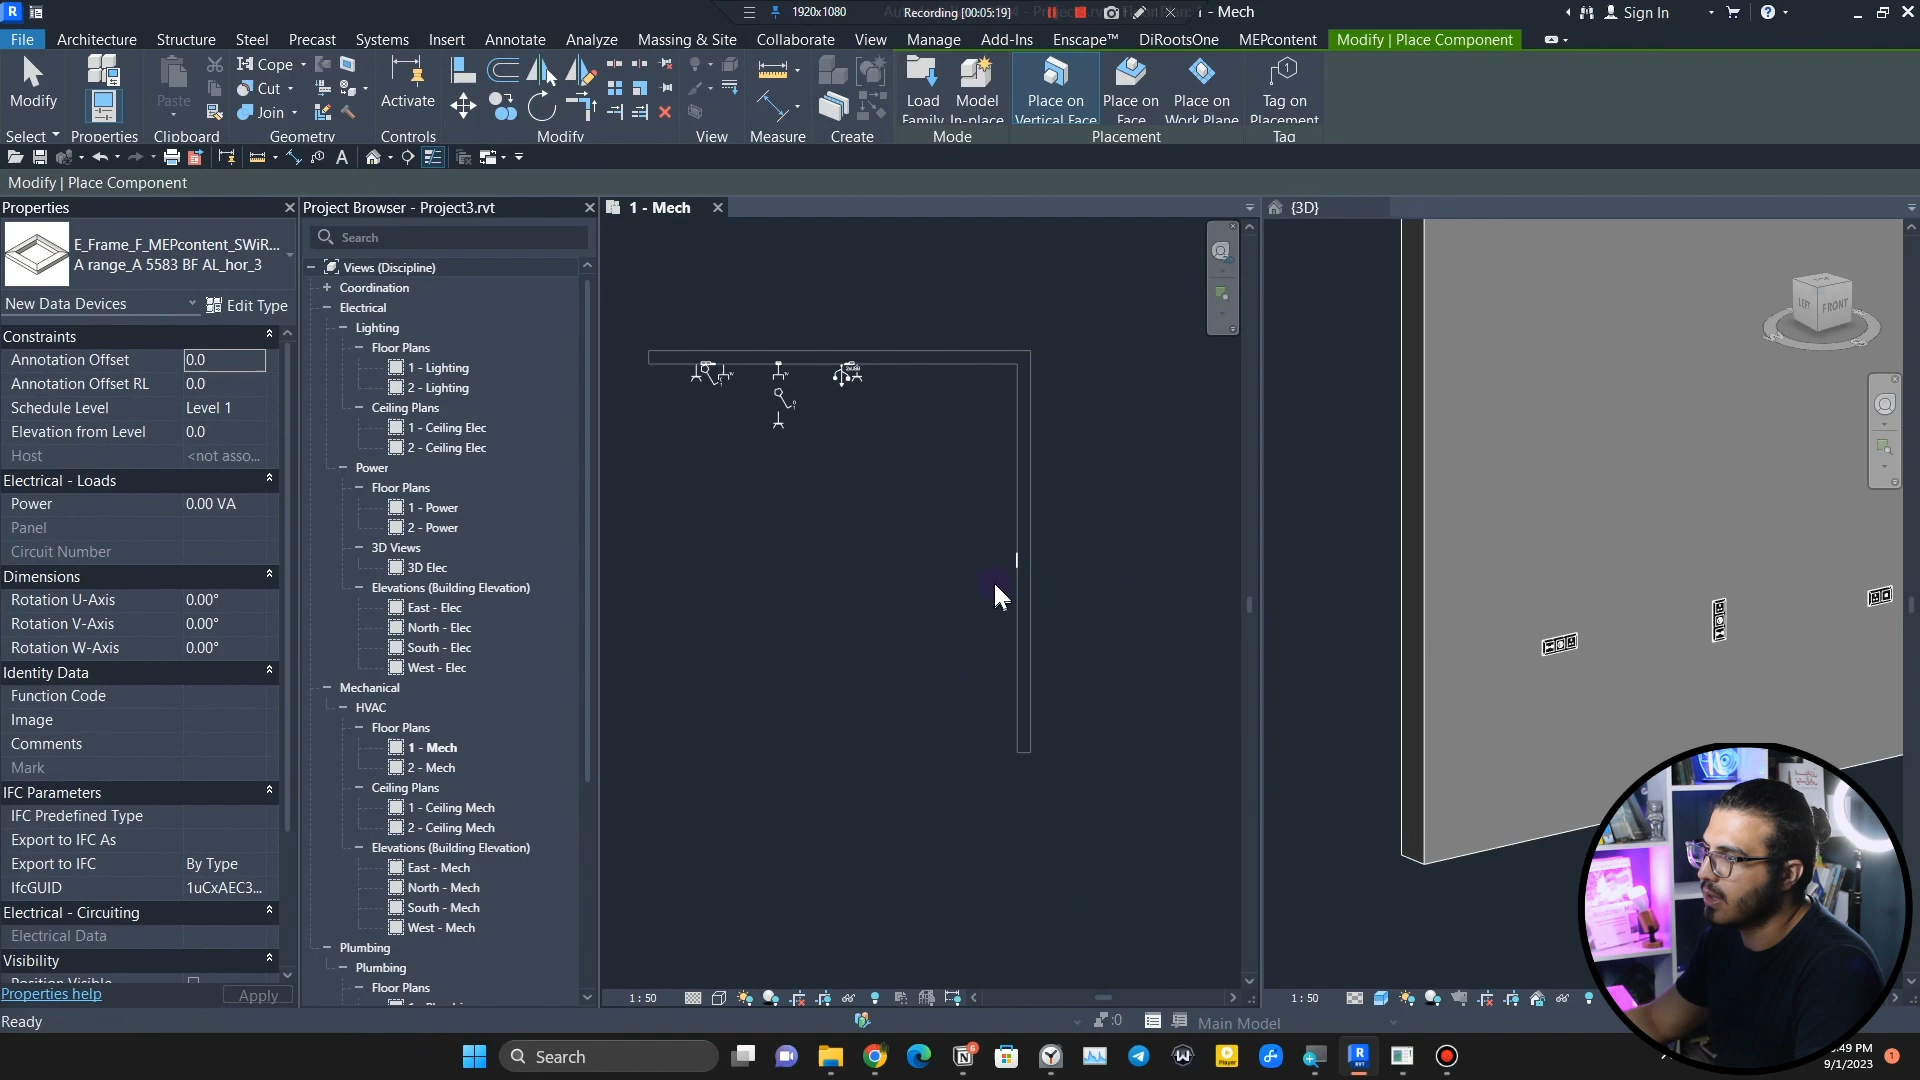 1920x1080
Recording [00:05:19]
- Mech
Sign In
File
Architecture
Structure
Steel
Precast
Systems
Insert
Annotate
Analyze
Massing & Site
Collaborate
View
Manage
Add-Ins
Enscape™
DiRootsOne
MEPcontent
Modify | Place Component
Modify
Paste
Cope
Cut
Join
Activate
Load
Family
Model
In-place
Place on
Vertical Face
Place on
Face
Place on
Work Plane
Tag on
Placement
Select
Properties
Clipboard
Geometry
Controls
Modify
View
Measure
Create
Mode
Placement
Tag
Modify | Place Component
Properties
E_Frame_F_MEPcontent_SWiR...
A range_A 5583 BF AL_hor_3
New Data Devices
Edit Type
Constraints
Annotation Offset 0.0
Annotation Offset RL 0.0
Schedule Level Level 1
Elevation from Level 0.0
Host <not asso...
Electrical - Loads
Power 0.00 VA
Panel
Circuit Number
Dimensions
Rotation U-Axis 0.00°
Rotation V-Axis 0.00°
Rotation W-Axis 0.00°
Identity Data
Function Code
Image
Comments
Mark
IFC Parameters
IFC Predefined Type
Export to IFC As
Export to IFC By Type
IfcGUID 1uCxAEC3...
Electrical - Circuiting
Electrical Data
Visibility
Position Visible
Properties help
Apply
Ready
Project Browser - Project3.rvt
Search
Views (Discipline)
Coordination
Electrical
Lighting
Floor Plans
1 - Lighting
2 - Lighting
Ceiling Plans
1 - Ceiling Elec
2 - Ceiling Elec
Power
Floor Plans
1 - Power
2 - Power
3D Views
3D Elec
Elevations (Building Elevation)
East - Elec
North - Elec
South - Elec
West - Elec
Mechanical
HVAC
Floor Plans
1 - Mech
2 - Mech
Ceiling Plans
1 - Ceiling Mech
2 - Ceiling Mech
Elevations (Building Elevation)
East - Mech
North - Mech
South - Mech
West - Mech
Plumbing
Plumbing
Floor Plans
1 - Mech
1 : 50
{3D}
LEFT
FRONT
1 : 50
:0
Main Model
Search
:49 PM
9/1/2023